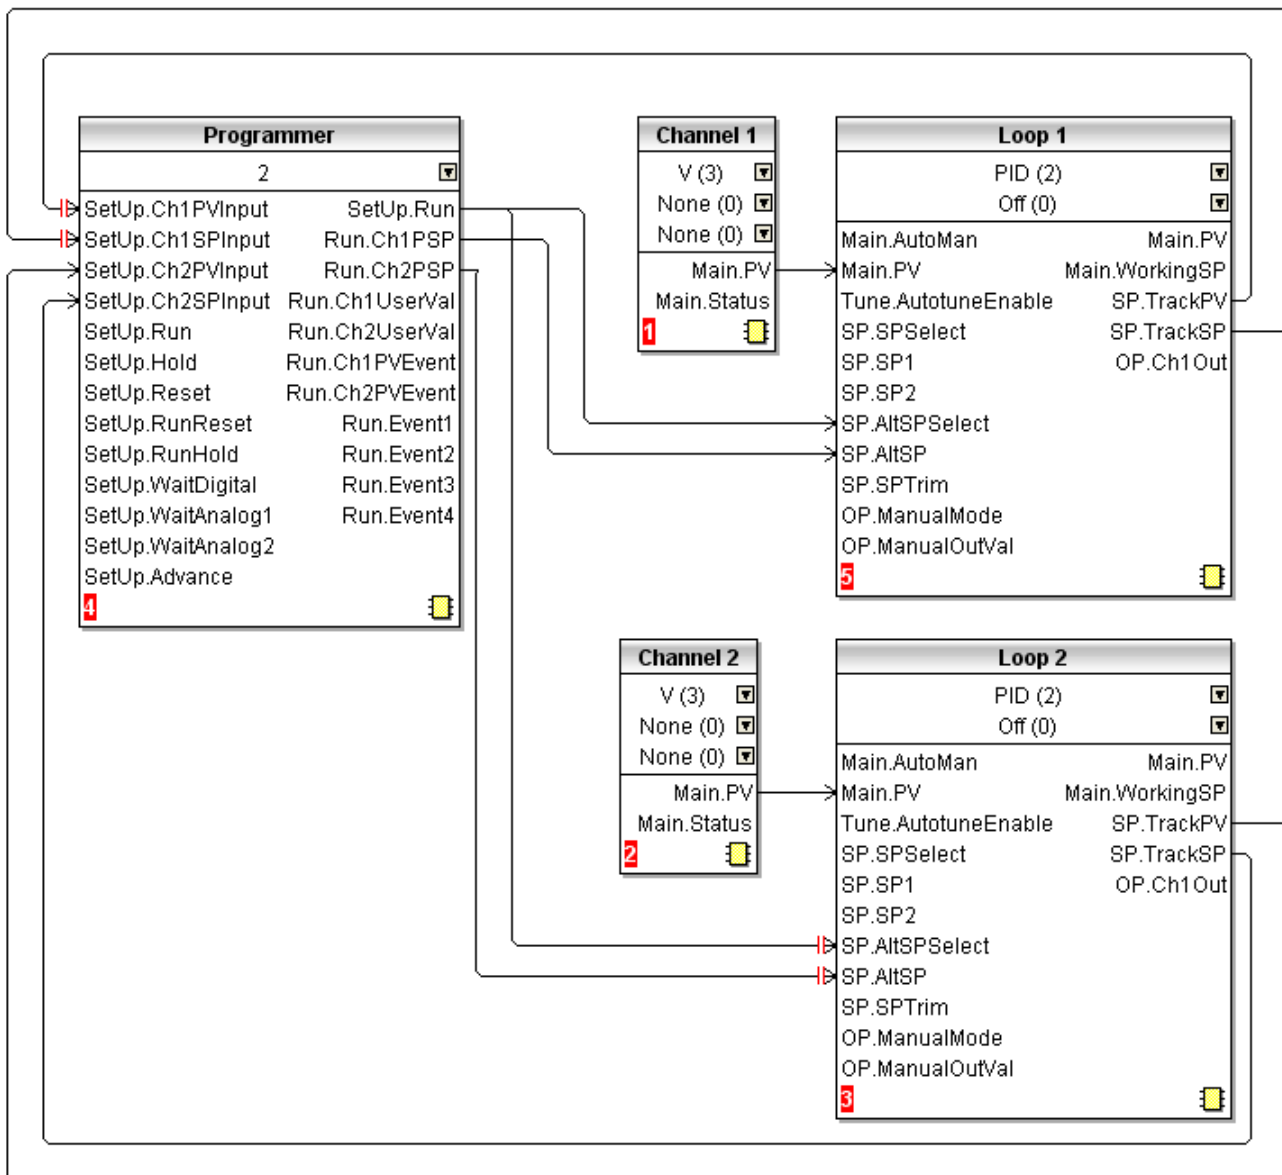 Programmer
2
SetUp.Ch1PVInput SetUp.Run
SetUp.Ch1SPInput Run.Ch1PSP
SetUp.Ch2PVInput Run.Ch2PSP
SetUp.Ch2SPInput Run.Ch1UserVal
SetUp.Run Run.Ch2UserVal
SetUp.Hold Run.Ch1PVEvent
SetUp.Reset Run.Ch2PVEvent
SetUp.RunReset Run.Event1
SetUp.RunHold Run.Event2
SetUp.WaitDigital Run.Event3
SetUp.WaitAnalog1 Run.Event4
SetUp.WaitAnalog2
SetUp.Advance
4
Channel 1
V (3)
None (0)
None (0)
Main.PV
Main.Status
1
Loop 1
PID (2)
Off (0)
Main.AutoMan Main.PV
Main.PV Main.WorkingSP
Tune.AutotuneEnable SP.TrackPV
SP.SPSelect SP.TrackSP
SP.SP1 OP.Ch1Out
SP.SP2
SP.AltSPSelect
SP.AltSP
SP.SPTrim
OP.ManualMode
OP.ManualOutVal
5
Channel 2
V (3)
None (0)
None (0)
Main.PV
Main.Status
2
Loop 2
PID (2)
Off (0)
Main.AutoMan Main.PV
Main.PV Main.WorkingSP
Tune.AutotuneEnable SP.TrackPV
SP.SPSelect SP.TrackSP
SP.SP1 OP.Ch1Out
SP.SP2
SP.AltSPSelect
SP.AltSP
SP.SPTrim
OP.ManualMode
OP.ManualOutVal
3